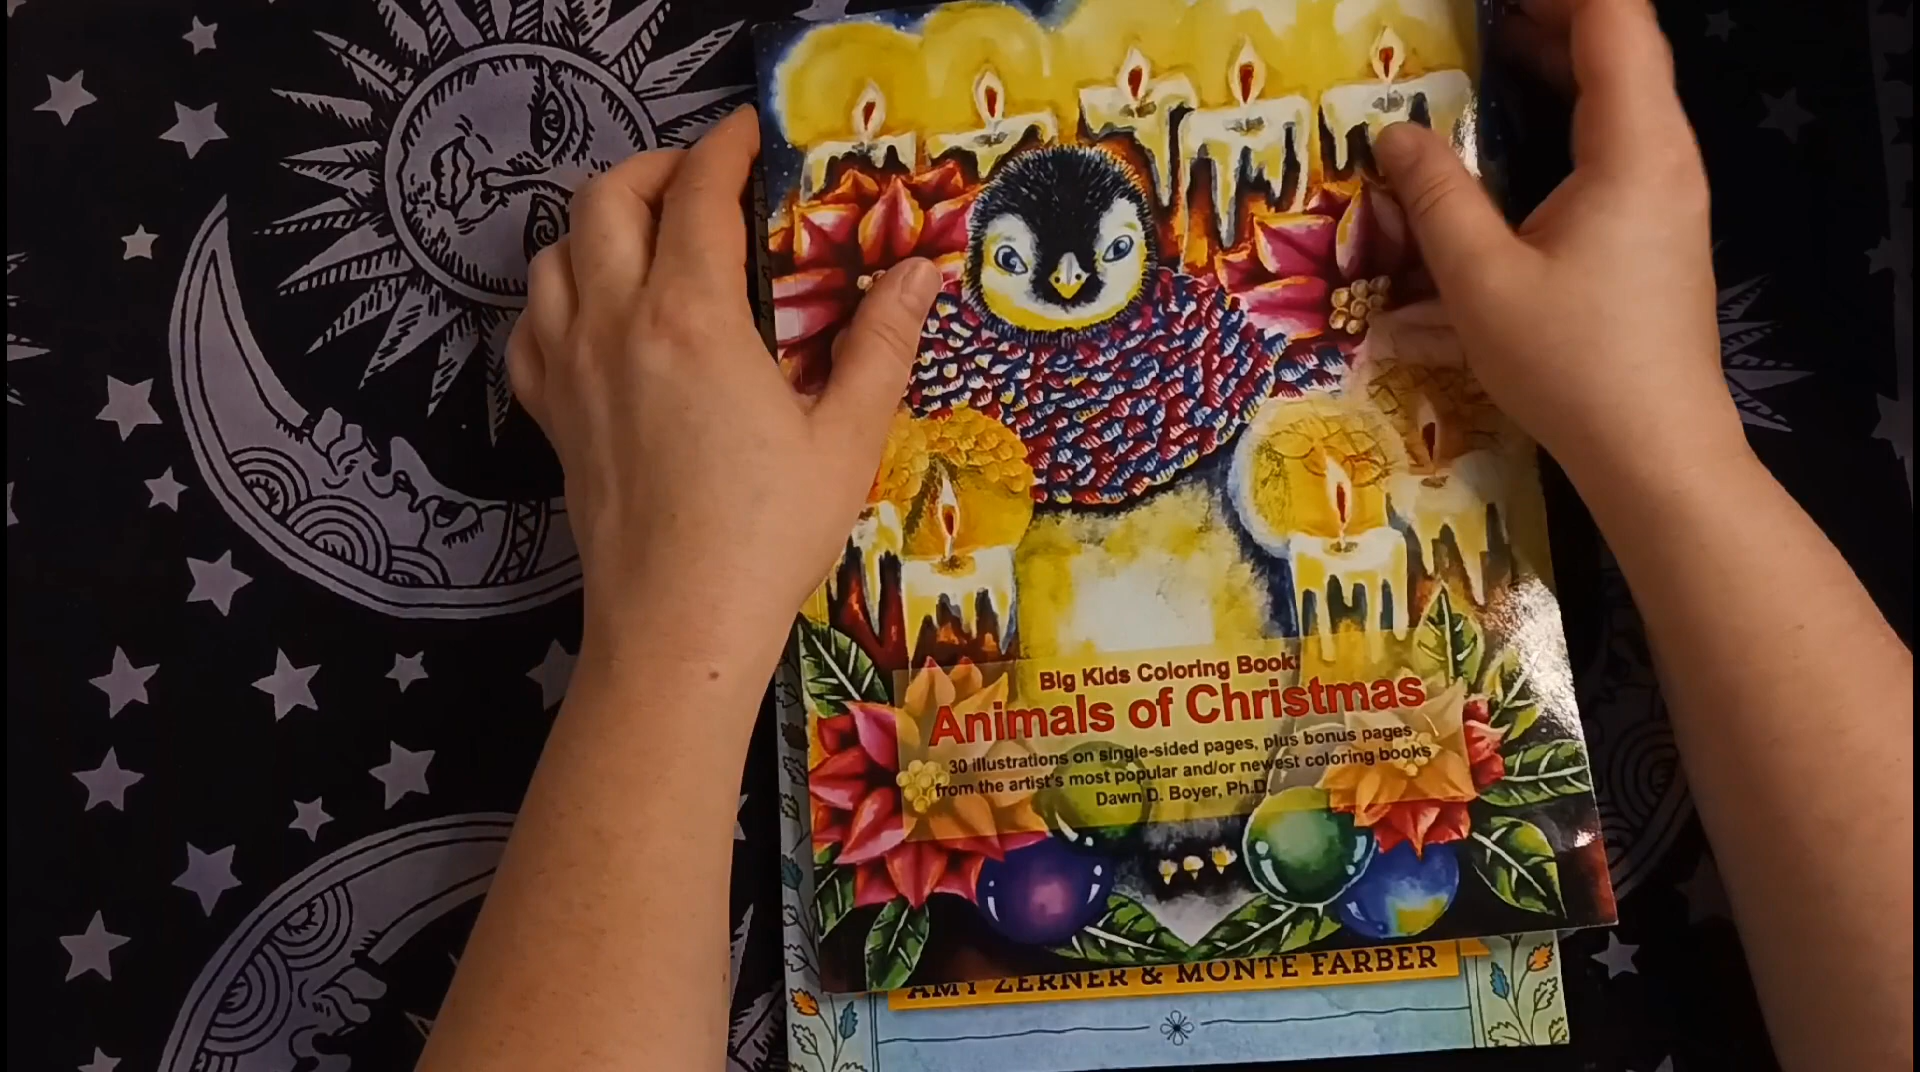 Big Kids Coloring Book:
Animals of Christmas
30 illustrations on single-sided pages, plus bonus pages
from the artist's most popular and/or newest coloring books
Dawn D. Boyer, Ph.D.
AMY ZERNER & MONTE FARBER